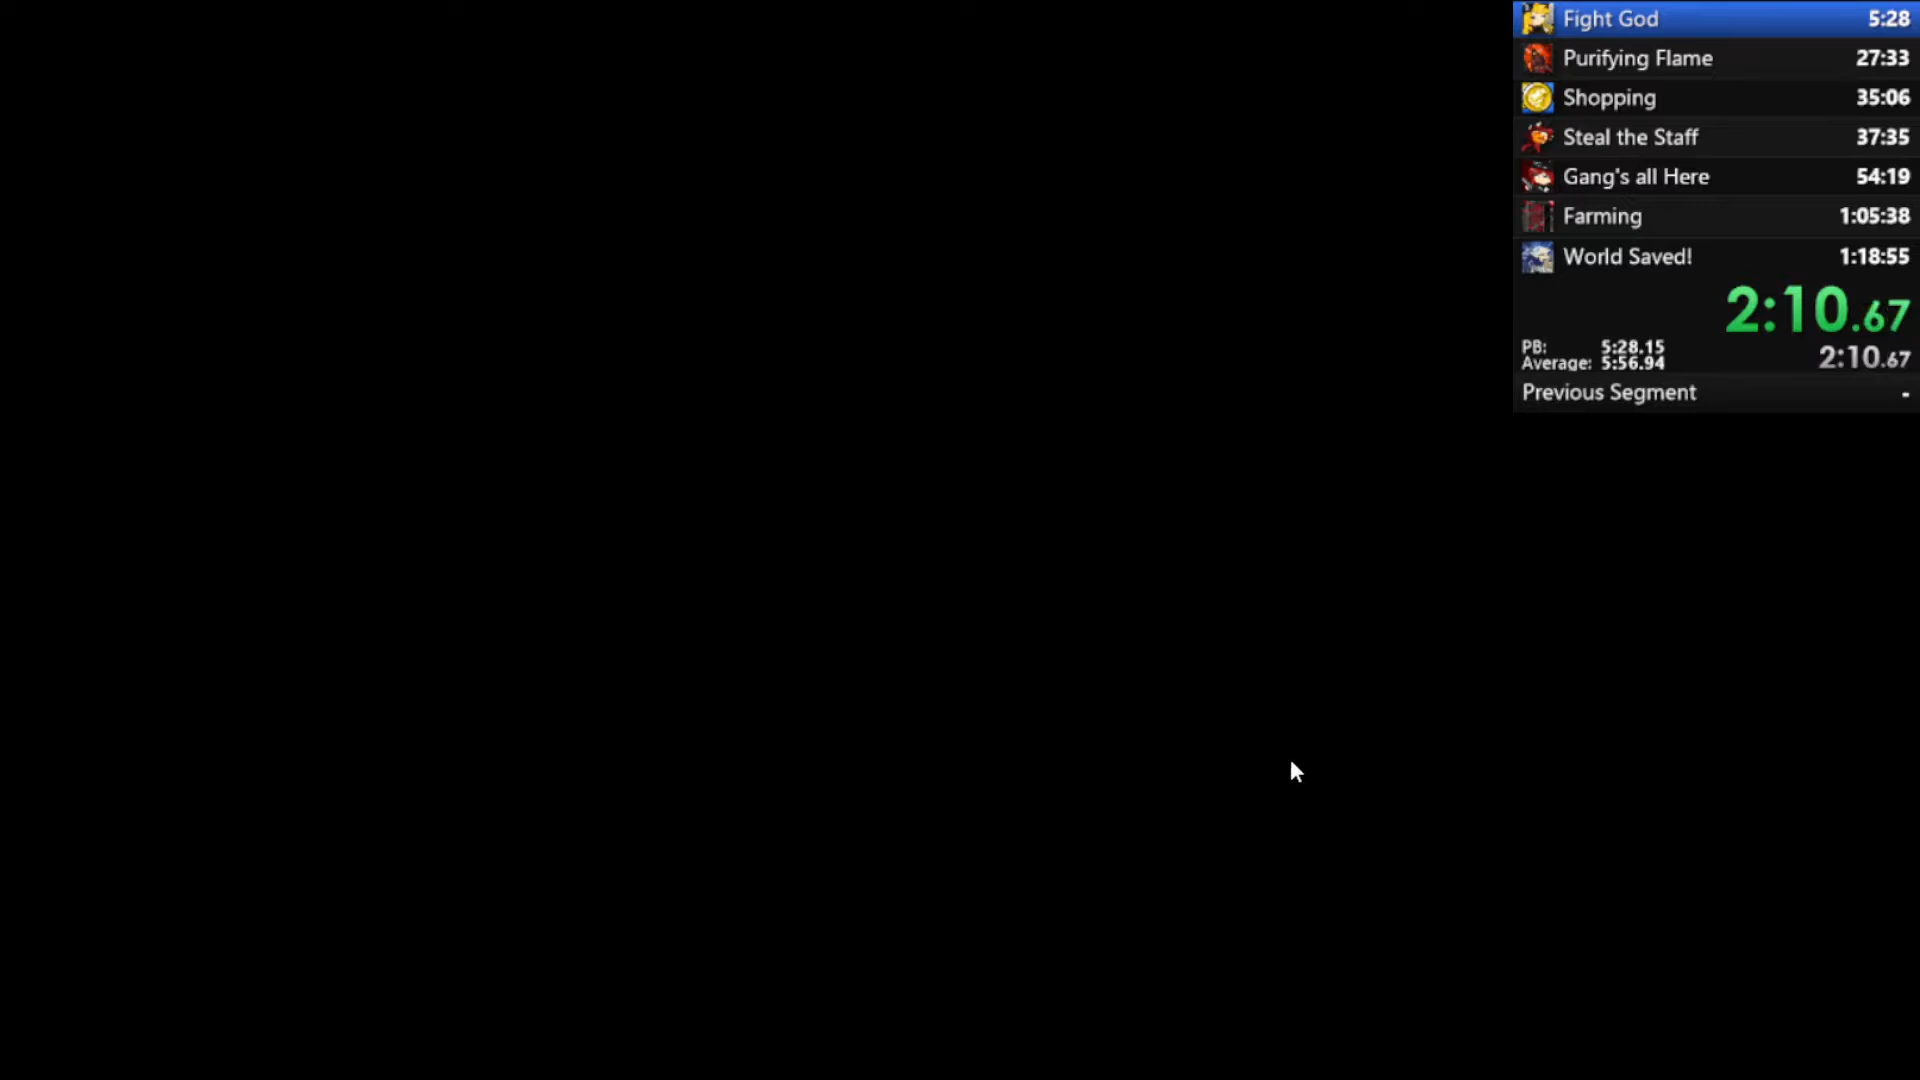 Fight God 5:28
Purifying Flame 27:33
Shopping 35:06
Steal the Staff 37:35
Gang's all Here 54:19
Farming 1:05:38
World Saved! 1:18:55
2:10.67
PB: 5:28.15
Average: 5:56.94 2:10.67
Previous Segment -